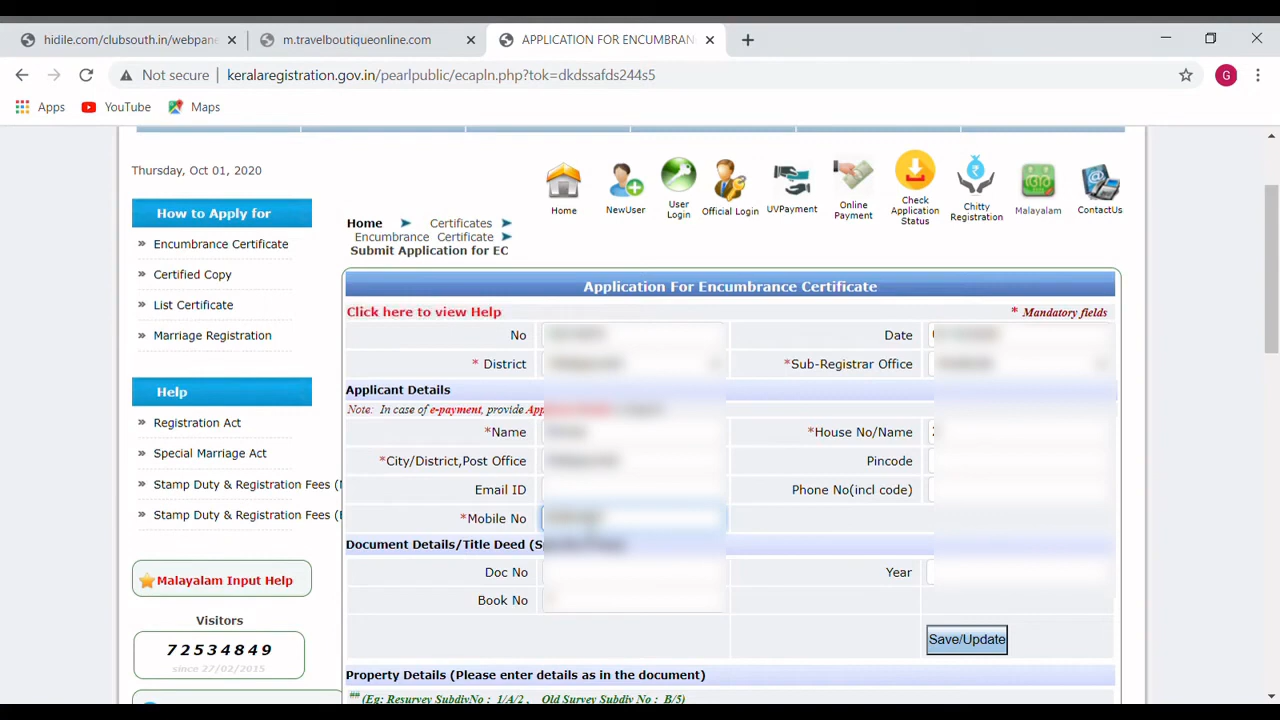 hidile.com/clubsouth/webpane
m.travelboutiqueonline.com
APPLICATION FOR ENCUMBRAN
Not secure
keralaregistration.gov.in/pearlpublic/ecapln.php?tok=dkdssafds244s5
G
Apps
YouTube
Maps
Thursday, Oct 01, 2020
Home
NewUser
User
Login
Official Login
UVPayment
Online
Payment
Check
Application
Status
Chitty
Registration
Malayalam
ContactUs
How to Apply for
» Encumbrance Certificate
» Certified Copy
» List Certificate
» Marriage Registration
Help
» Registration Act
» Special Marriage Act
» Stamp Duty & Registration Fees (
» Stamp Duty & Registration Fees (
Malayalam Input Help
Visitors
72534849
since 27/02/2015
Home Certificates
Encumbrance Certificate
Submit Application for EC
Application For Encumbrance Certificate
Click here to view Help * Mandatory fields
No Date
* District *Sub-Registrar Office
Applicant Details
Note: In case of e-payment, provide
*Name *House No/Name
*City/District,Post Office Pincode
Email ID Phone No(incl code)
*Mobile No
Document Details/Title Deed
Doc No Year
Book No
Save/Update
Property Details (Please enter details as in the document)
## (Eg: Resurvey SubdivNo : 1/A/2 , Old Survey Subdiv No : B/5)